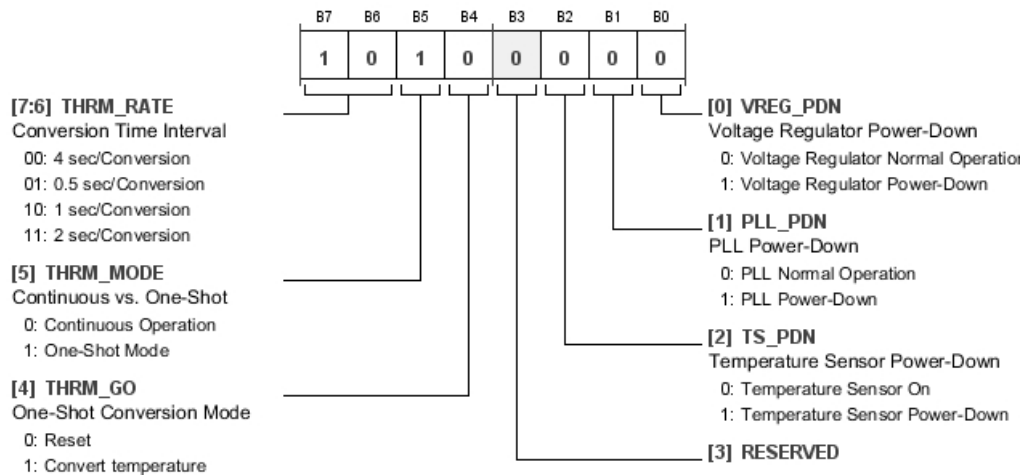 B7 B6 B5 B4 B3 B2 B1 B0
1 0 1 0 0 0 0 0
[7:6] THRM_RATE
Conversion Time Interval
00: 4 sec/Conversion
01: 0.5 sec/Conversion
10: 1 sec/Conversion
11: 2 sec/Conversion
[5] THRM_MODE
Continuous vs. One-Shot
0: Continuous Operation
1: One-Shot Mode
[4] THRM_GO
One-Shot Conversion Mode
0: Reset
1: Convert temperature
[0] VREG_PDN
Voltage Regulator Power-Down
0: Voltage Regulator Normal Operation
1: Voltage Regulator Power-Down
[1] PLL_PDN
PLL Power-Down
0: PLL Normal Operation
1: PLL Power-Down
[2] TS_PDN
Temperature Sensor Power-Down
0: Temperature Sensor On
1: Temperature Sensor Power-Down
[3] RESERVED